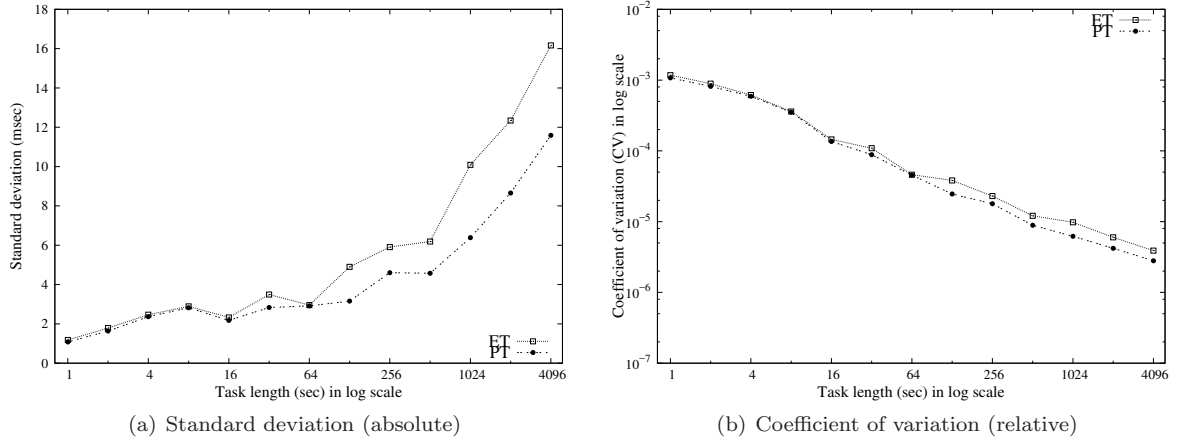 18
16
14
12
10
8
6
4
2
0
Standard deviation (msec)
ET
PT
1 4 16 64 256 1024 4096
Task length (sec) in log scale
(a) Standard deviation (absolute)
10^-2
10^-3
10^-4
10^-5
10^-6
10^-7
Coefficient of variation (CV) in log scale
ET
PT
1 4 16 64 256 1024 4096
Task length (sec) in log scale
(b) Coefficient of variation (relative)